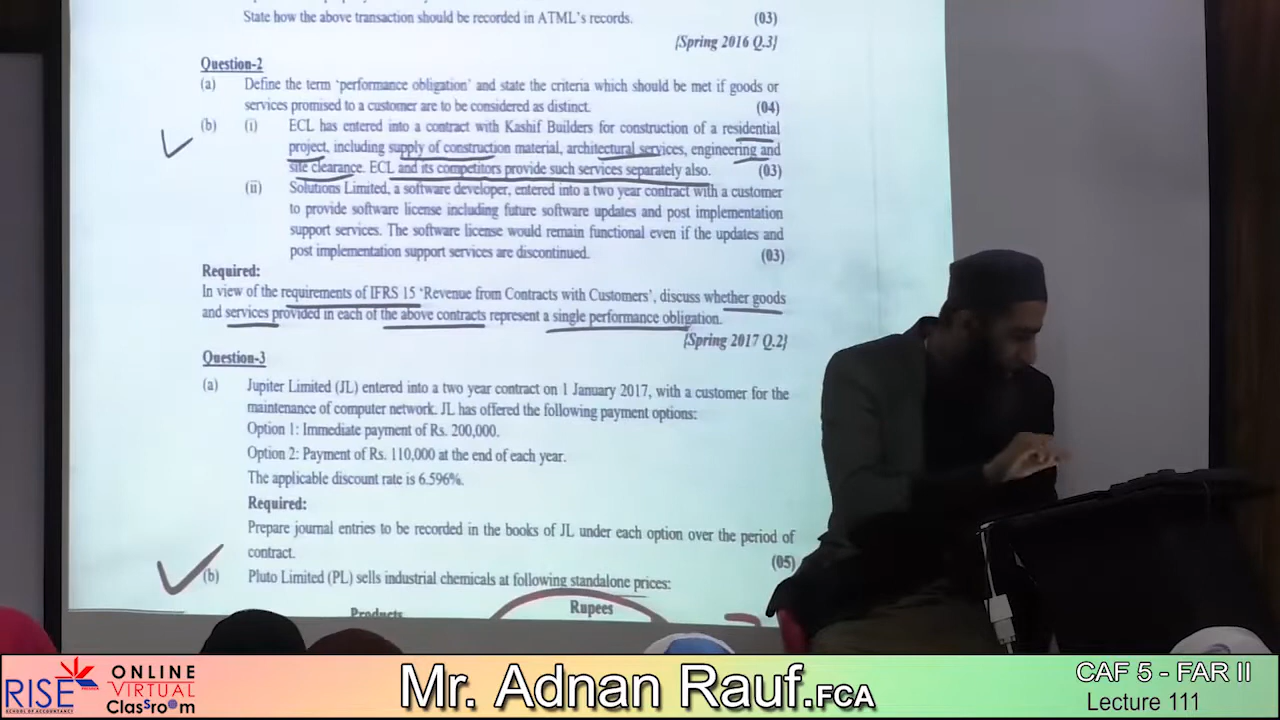 State how the above transaction should be recorded in ATML's records. (03)
{Spring 2016 Q.3}
Question-2
(a) Define the term 'performance obligation' and state the criteria which should be met if goods or
services promised to a customer are to be considered as distinct. (04)
(b) (i) ECL has entered into a contract with Kashif Builders for construction of a residential
project, including supply of construction material, architectural services, engineering and
site clearance. ECL and its competitors provide such services separately also. (03)
(ii) Solutions Limited, a software developer, entered into a two year contract with a customer
to provide software license including future software updates and post implementation
support services. The software license would remain functional even if the updates and
post implementation support services are discontinued. (03)
Required:
In view of the requirements of IFRS 15 'Revenue from Contracts with Customers', discuss whether goods
and services provided in each of the above contracts represent a single performance obligation.
{Spring 2017 Q.2}
Question-3
(a) Jupiter Limited (JL) entered into a two year contract on 1 January 2017, with a customer for the
maintenance of computer network. JL has offered the following payment options:
Option 1: Immediate payment of Rs. 200,000.
Option 2: Payment of Rs. 110,000 at the end of each year.
The applicable discount rate is 6.596%.
Required:
Prepare journal entries to be recorded in the books of JL under each option over the period of
contract. (05)
(b) Pluto Limited (PL) sells industrial chemicals at following standalone prices:
Products Rupees
RISE
SCHOOL OF ACCOUNTANCY
ONLINE
VIRTUAL
ClasSro@m
Mr. Adnan Rauf.FCA
CAF 5 - FAR II
Lecture 111